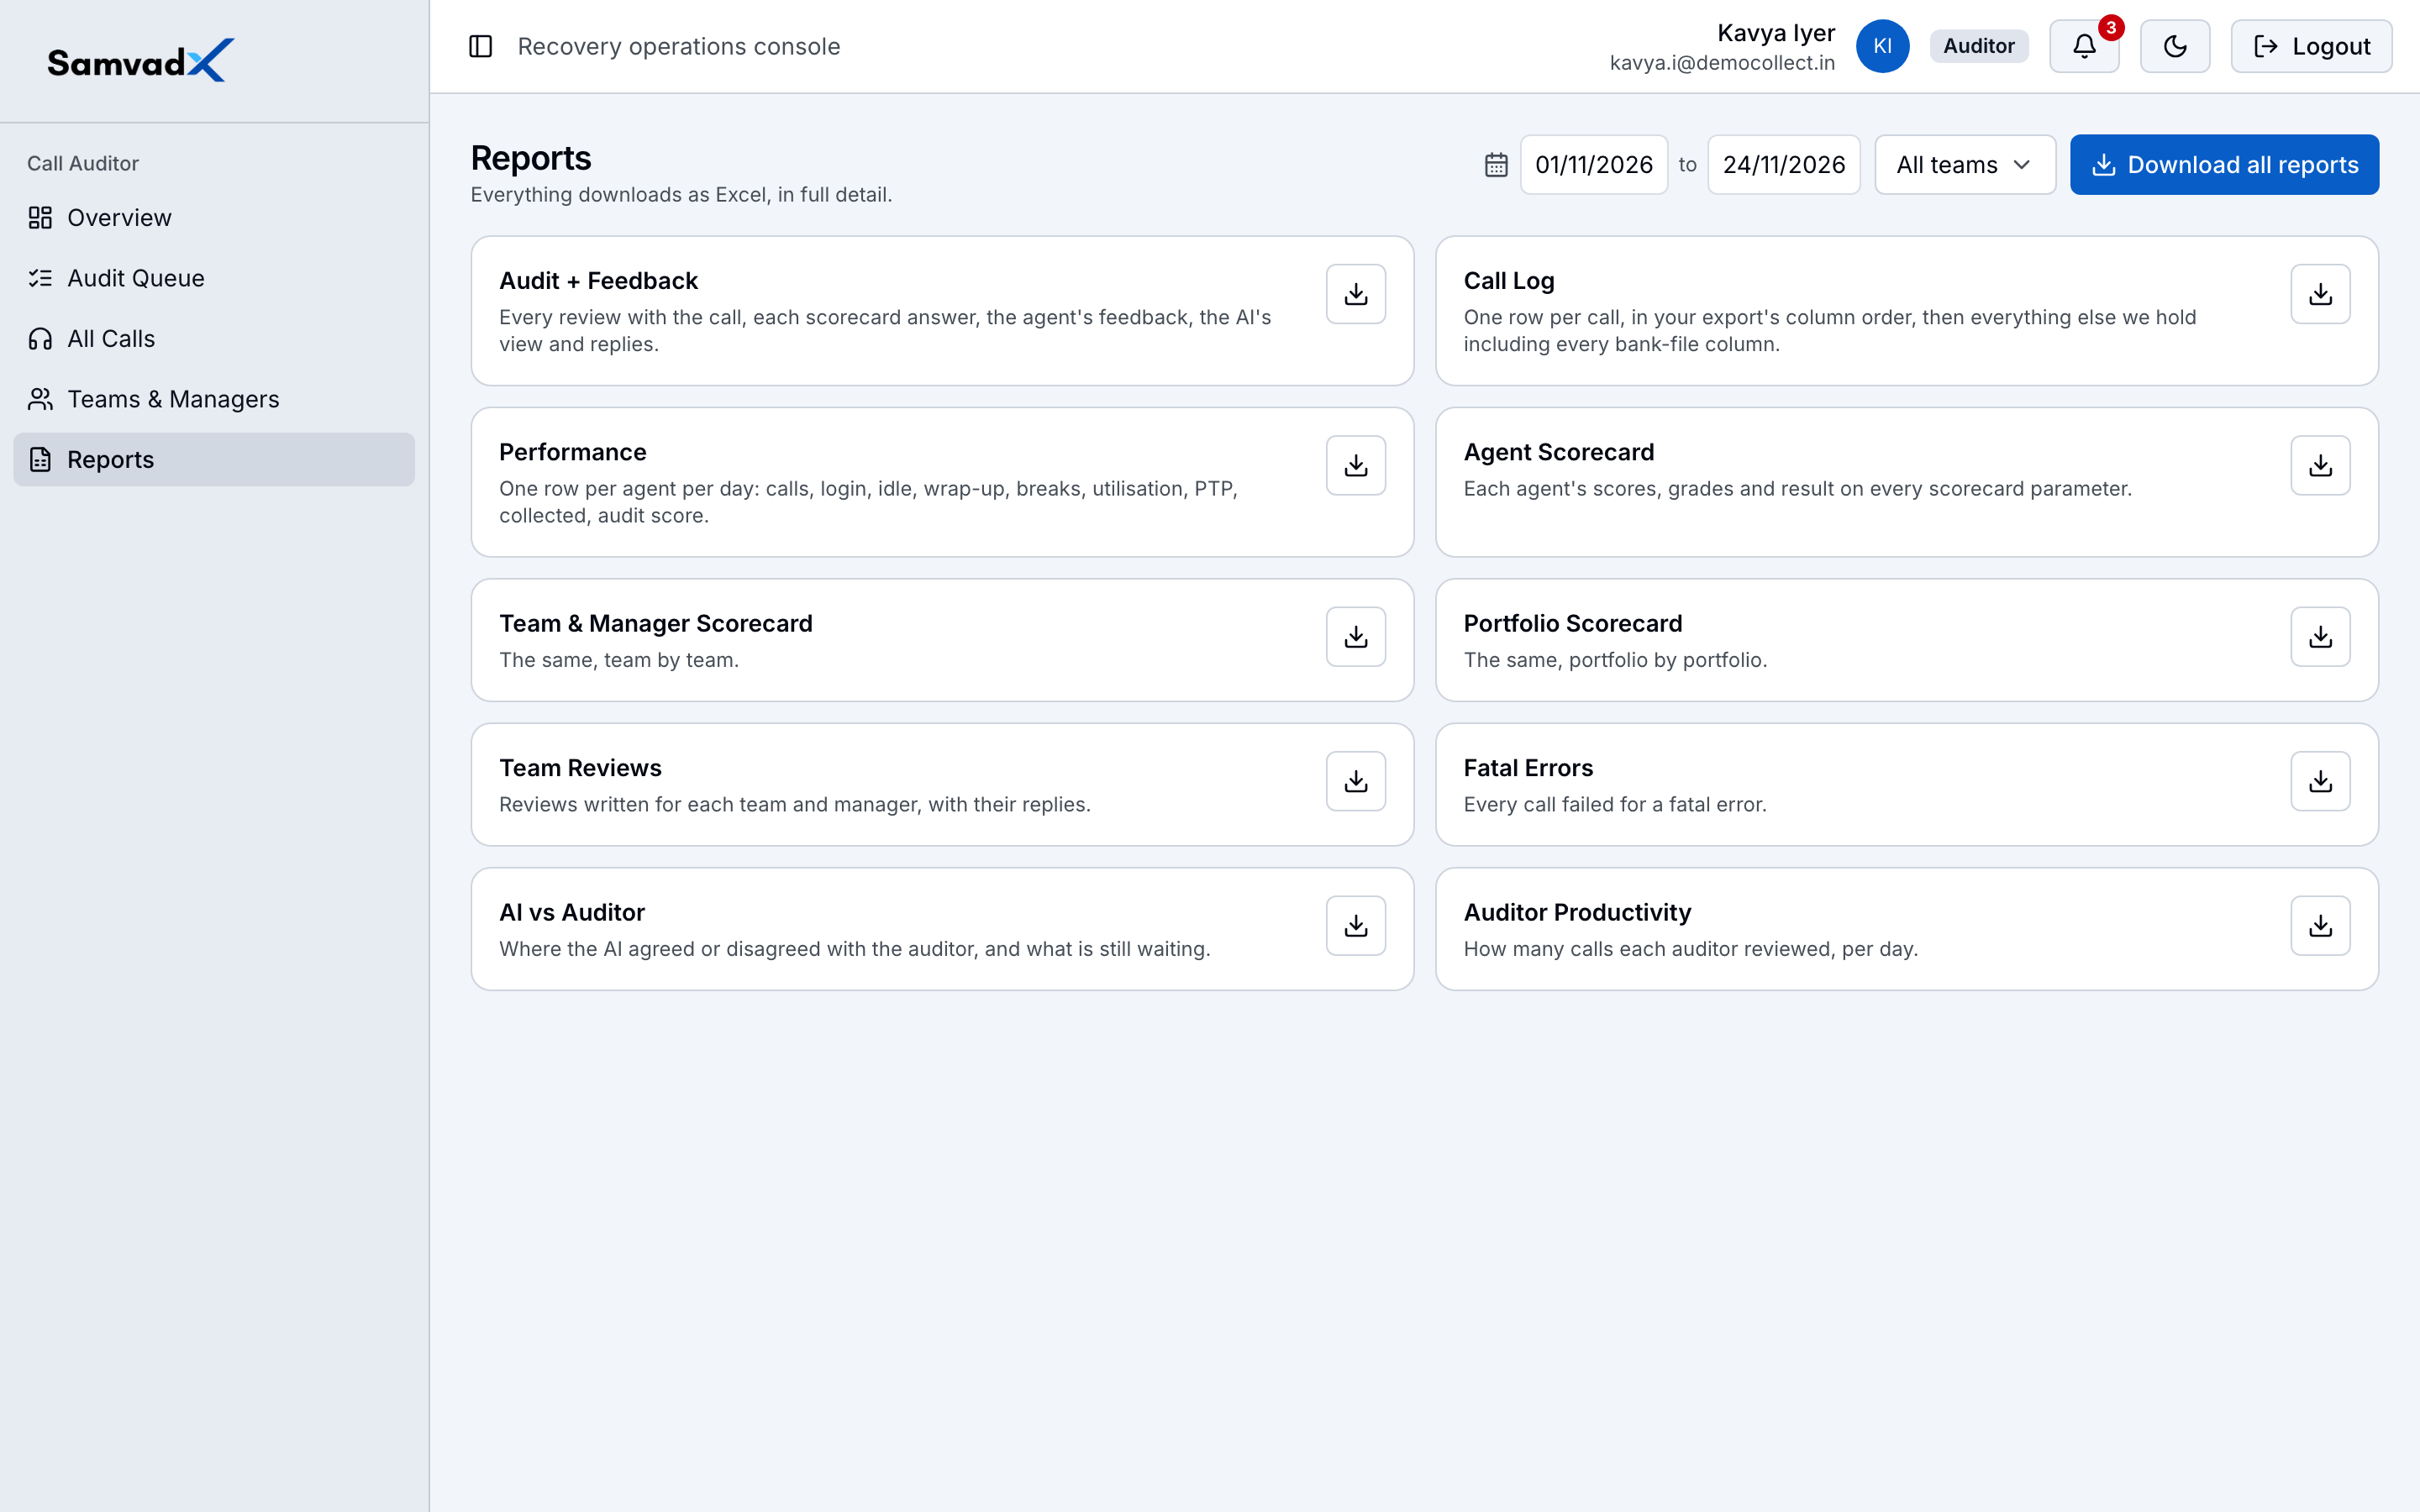 SamvadX
Recovery operations console
Kavya Iyer
kavya.i@democollect.in
KI
Auditor
3
Logout
Call Auditor
Overview
Audit Queue
All Calls
Teams & Managers
Reports
Reports
Everything downloads as Excel, in full detail.
01/11/2026 to 24/11/2026
All teams
Download all reports
Audit + Feedback
Every review with the call, each scorecard answer, the agent's feedback, the AI's
view and replies.
Call Log
One row per call, in your export's column order, then everything else we hold
including every bank-file column.
Performance
One row per agent per day: calls, login, idle, wrap-up, breaks, utilisation, PTP,
collected, audit score.
Agent Scorecard
Each agent's scores, grades and result on every scorecard parameter.
Team & Manager Scorecard
The same, team by team.
Portfolio Scorecard
The same, portfolio by portfolio.
Team Reviews
Reviews written for each team and manager, with their replies.
Fatal Errors
Every call failed for a fatal error.
AI vs Auditor
Where the AI agreed or disagreed with the auditor, and what is still waiting.
Auditor Productivity
How many calls each auditor reviewed, per day.